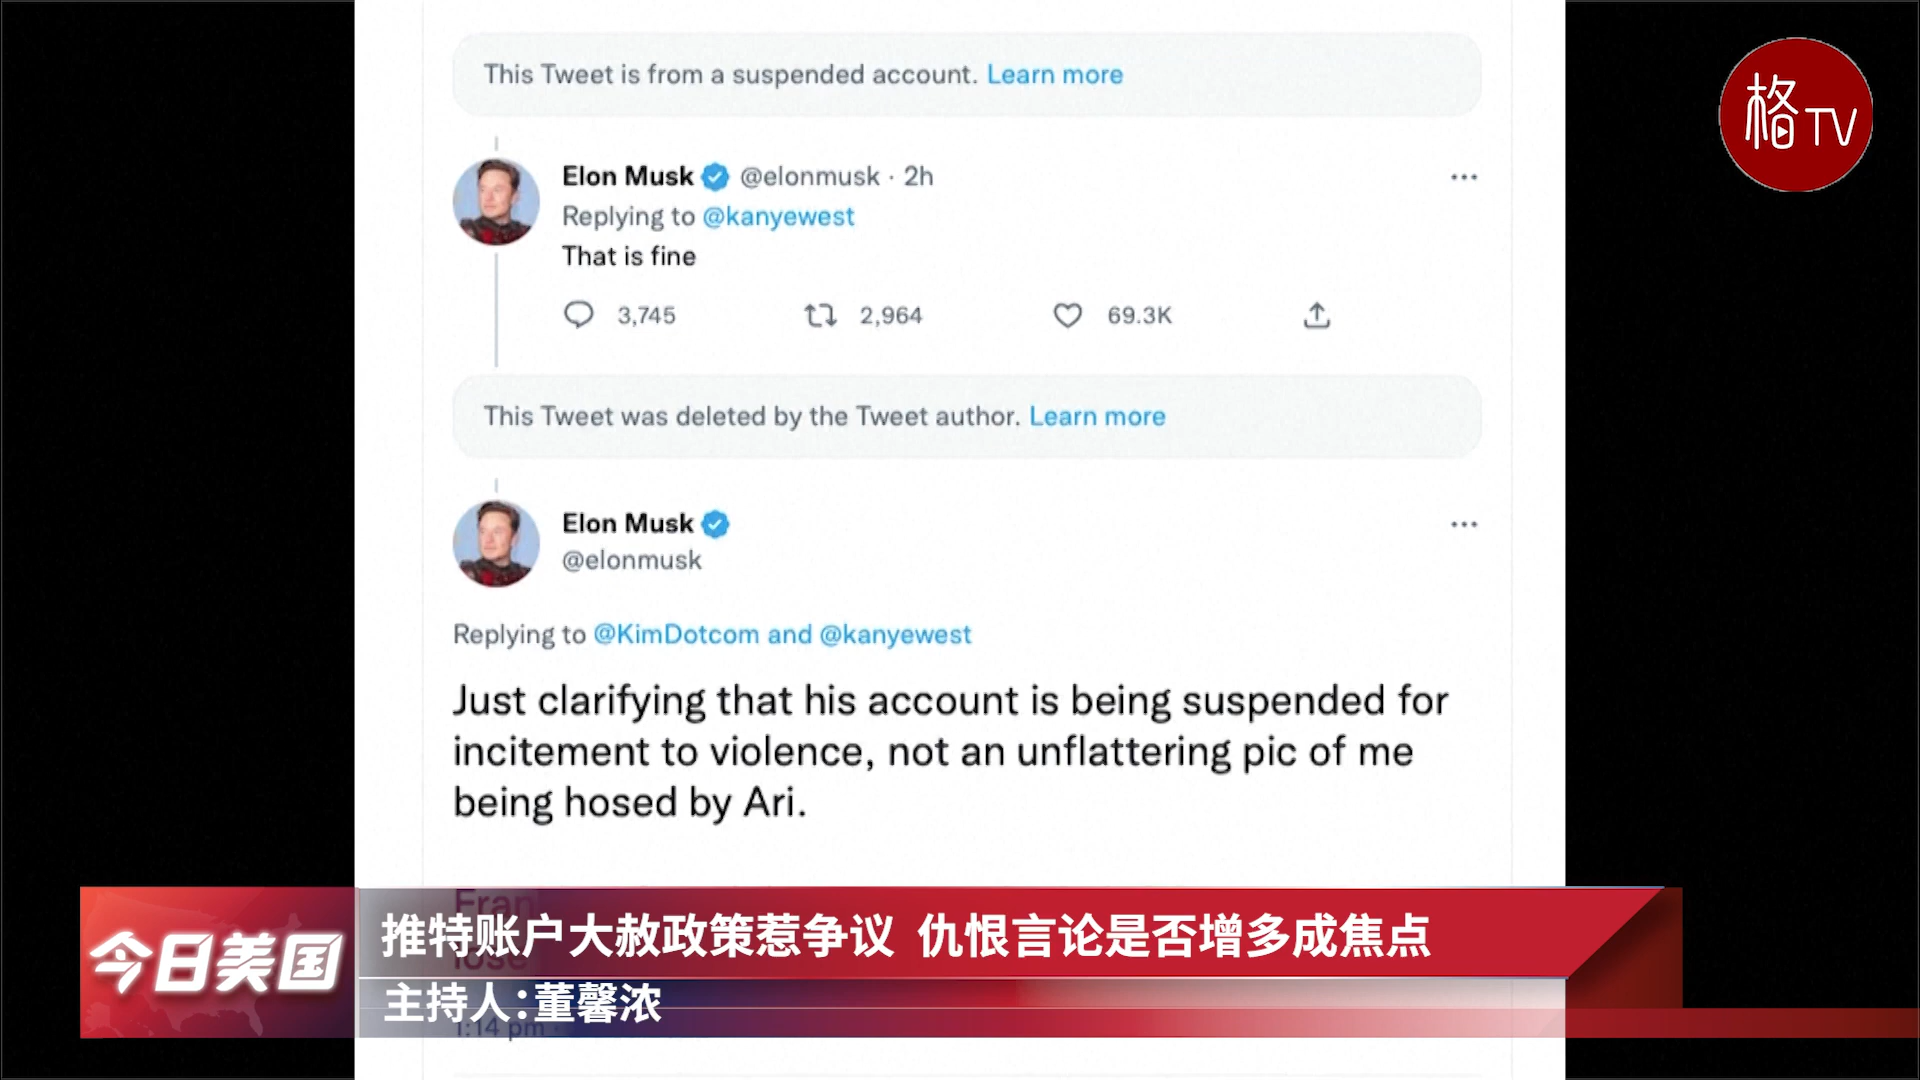 This Tweet is from a suspended account. Learn more
格TV
Elon Musk @elonmusk · 2h
Replying to @kanyewest
That is fine
3,745 2,964 69.3K
This Tweet was deleted by the Tweet author. Learn more
Elon Musk
@elonmusk
Replying to @KimDotcom and @kanyewest
Just clarifying that his account is being suspended for
incitement to violence, not an unflattering pic of me
being hosed by Ari.
今日美国
推特账户大赦政策惹争议 仇恨言论是否增多成焦点
主持人:董馨浓
1:14 pm